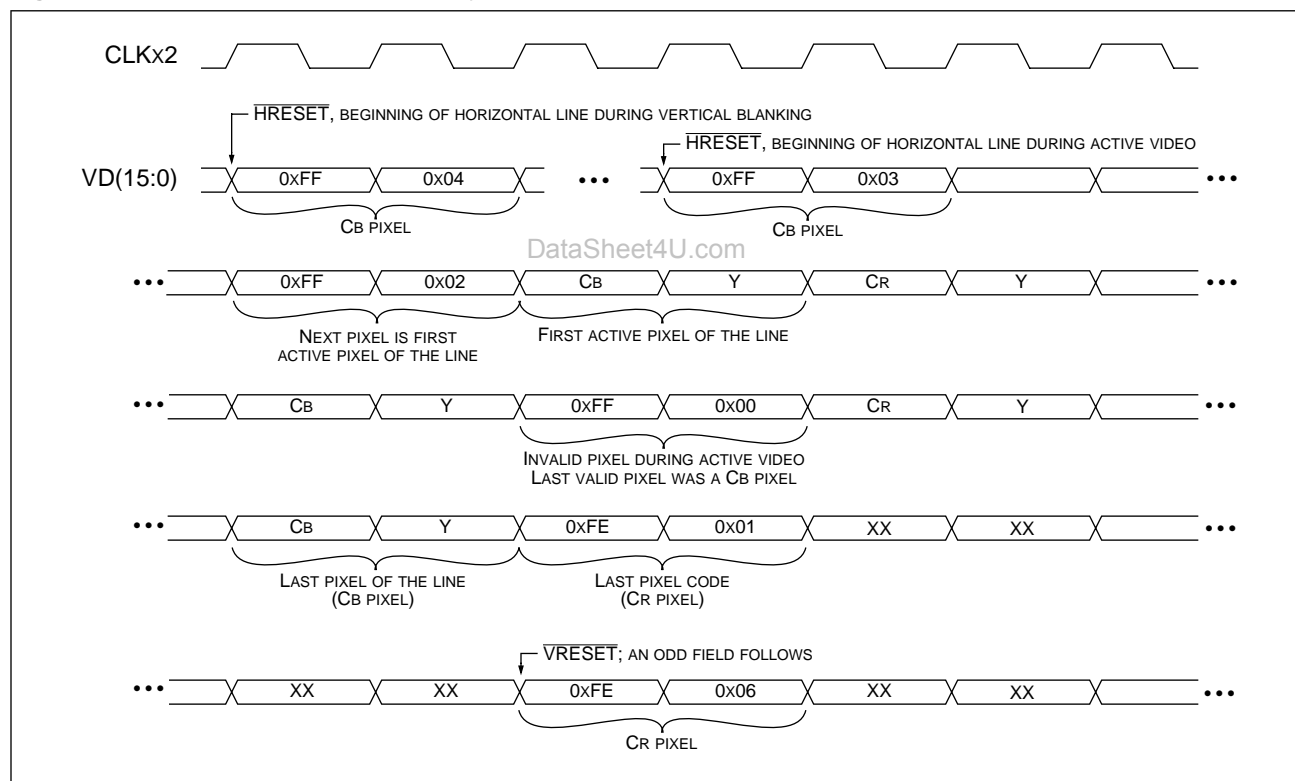 CLKX2
HRESET, BEGINNING OF HORIZONTAL LINE DURING VERTICAL BLANKING
HRESET, BEGINNING OF HORIZONTAL LINE DURING ACTIVE VIDEO
VD(15:0) 0XFF 0X04 ••• 0XFF 0X03 •••
CB PIXEL CB PIXEL
DataSheet4U.com
••• 0XFF 0X02 CB Y CR Y •••
NEXT PIXEL IS FIRST FIRST ACTIVE PIXEL OF THE LINE
ACTIVE PIXEL OF THE LINE
••• CB Y 0XFF 0X00 CR Y •••
INVALID PIXEL DURING ACTIVE VIDEO
LAST VALID PIXEL WAS A CB PIXEL
••• CB Y 0XFE 0X01 XX XX •••
LAST PIXEL OF THE LINE LAST PIXEL CODE
(CB PIXEL) (CR PIXEL)
VRESET; AN ODD FIELD FOLLOWS
••• XX XX 0XFE 0X06 XX XX •••
CR PIXEL